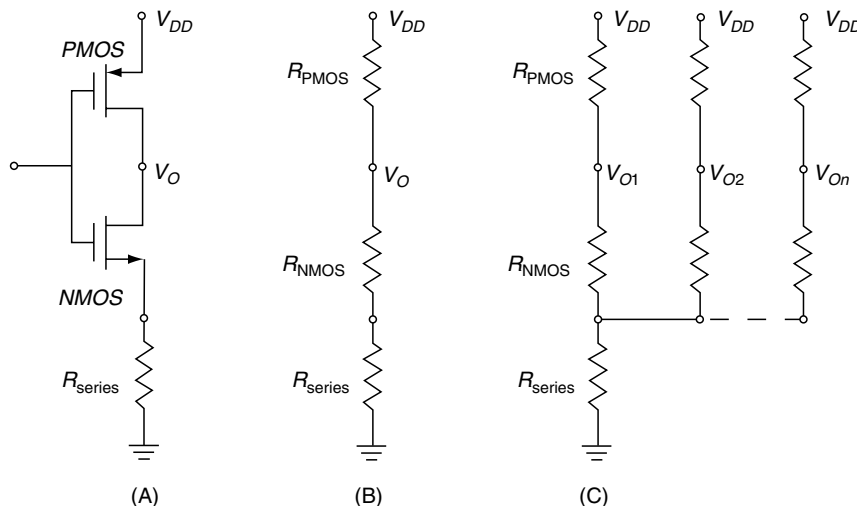 V_DD V_DD V_DD V_DD V_DD
PMOS R_PMOS R_PMOS
V_O V_O V_O1 V_O2 V_On
NMOS R_NMOS R_NMOS
R_series R_series R_series
(A) (B) (C)